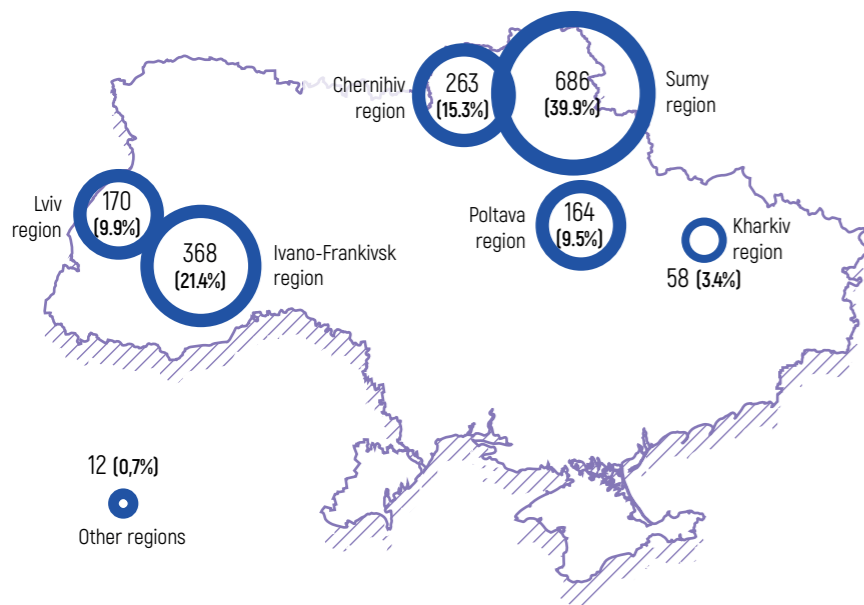 Chernihiv
region
263
(15.3%)
686
(39.9%)
Sumy
region
Lviv
region
170
(9.9%)
368
(21.4%)
Ivano-Frankivsk
region
Poltava
region
164
(9.5%)
Kharkiv
region
58 (3.4%)
12 (0,7%)
Other regions